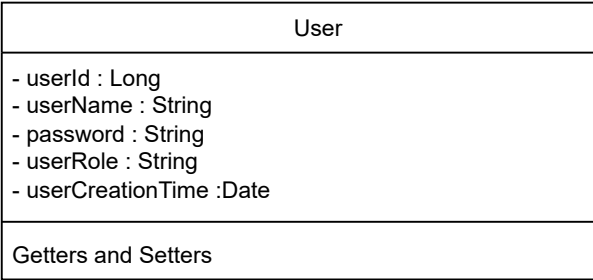 User
- userId : Long
- userName : String
- password : String
- userRole : String
- userCreationTime :Date
Getters and Setters